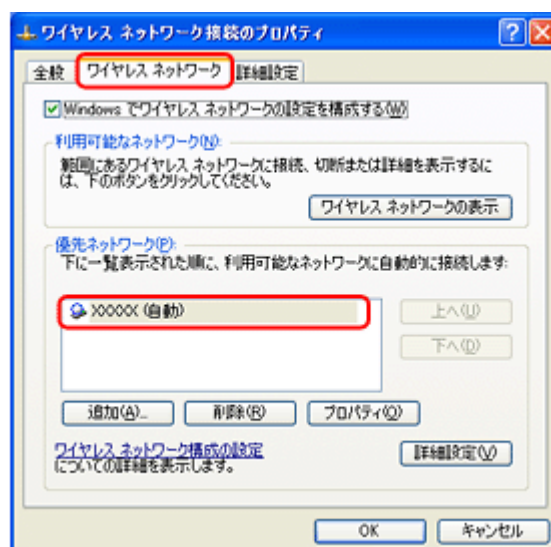 ワイヤレス ネットワーク接続のプロパティ
全般 ワイヤレス ネットワーク 詳細設定
Windows でワイヤレス ネットワークの設定を構成する(W)
利用可能なネットワーク(N):
範囲にあるワイヤレス ネットワークに接続、切断または詳細を表示するに
は、下のボタンをクリックしてください。
ワイヤレス ネットワークの表示
優先ネットワーク(P):
下に一覧表示された順に、利用可能なネットワークに自動的に接続します:
XXXXX (自動)
上へ(U)
下へ(D)
追加(A)... 削除(R) プロパティ(O)
ワイヤレス ネットワーク構成の設定
についての詳細を表示します。
詳細設定(V)
OK キャンセル